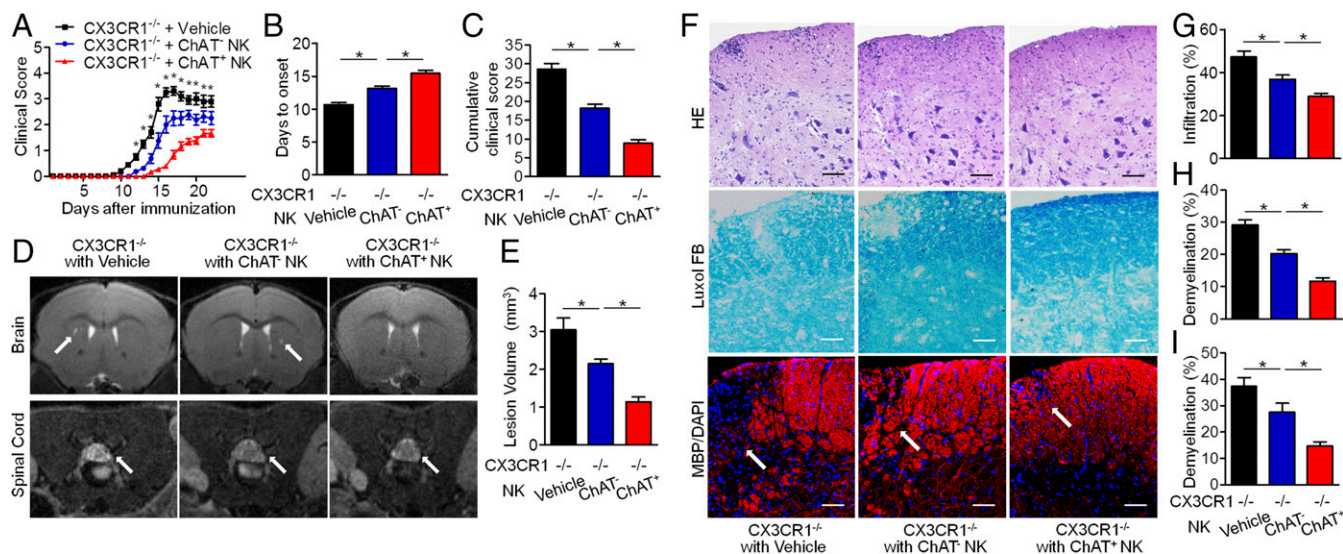 A
CX3CR1-/- + Vehicle
CX3CR1-/- + ChAT- NK
CX3CR1-/- + ChAT+ NK
Clinical Score
5
4
3
2
1
0
* * * * * * * * * * *
5 10 15 20
Days after immunization
B
Days to onset
20
15
10
5
0
* *
CX3CR1 -/- -/- -/-
NK Vehicle ChAT- ChAT+
C
Cumulative
clinical score
35
30
25
20
15
10
5
0
* *
-/- -/- -/-
Vehicle ChAT- ChAT+
D
CX3CR1-/-
with Vehicle
CX3CR1-/-
with ChAT- NK
CX3CR1-/-
with ChAT+ NK
Brain
Spinal Cord
E
Lesion Volume (mm3)
4
3
2
1
0
* *
CX3CR1 -/- -/- -/-
NK Vehicle ChAT- ChAT+
F
HE
Luxol FB
MBP/DAPI
CX3CR1-/-
with Vehicle
CX3CR1-/-
with ChAT- NK
CX3CR1-/-
with ChAT+ NK
G
Infiltration (%)
60
40
20
0
* *
H
Demyelination (%)
40
30
20
10
0
* *
I
Demyelination (%)
50
40
30
20
10
0
* *
CX3CR1 -/- -/- -/-
NK Vehicle ChAT- ChAT+